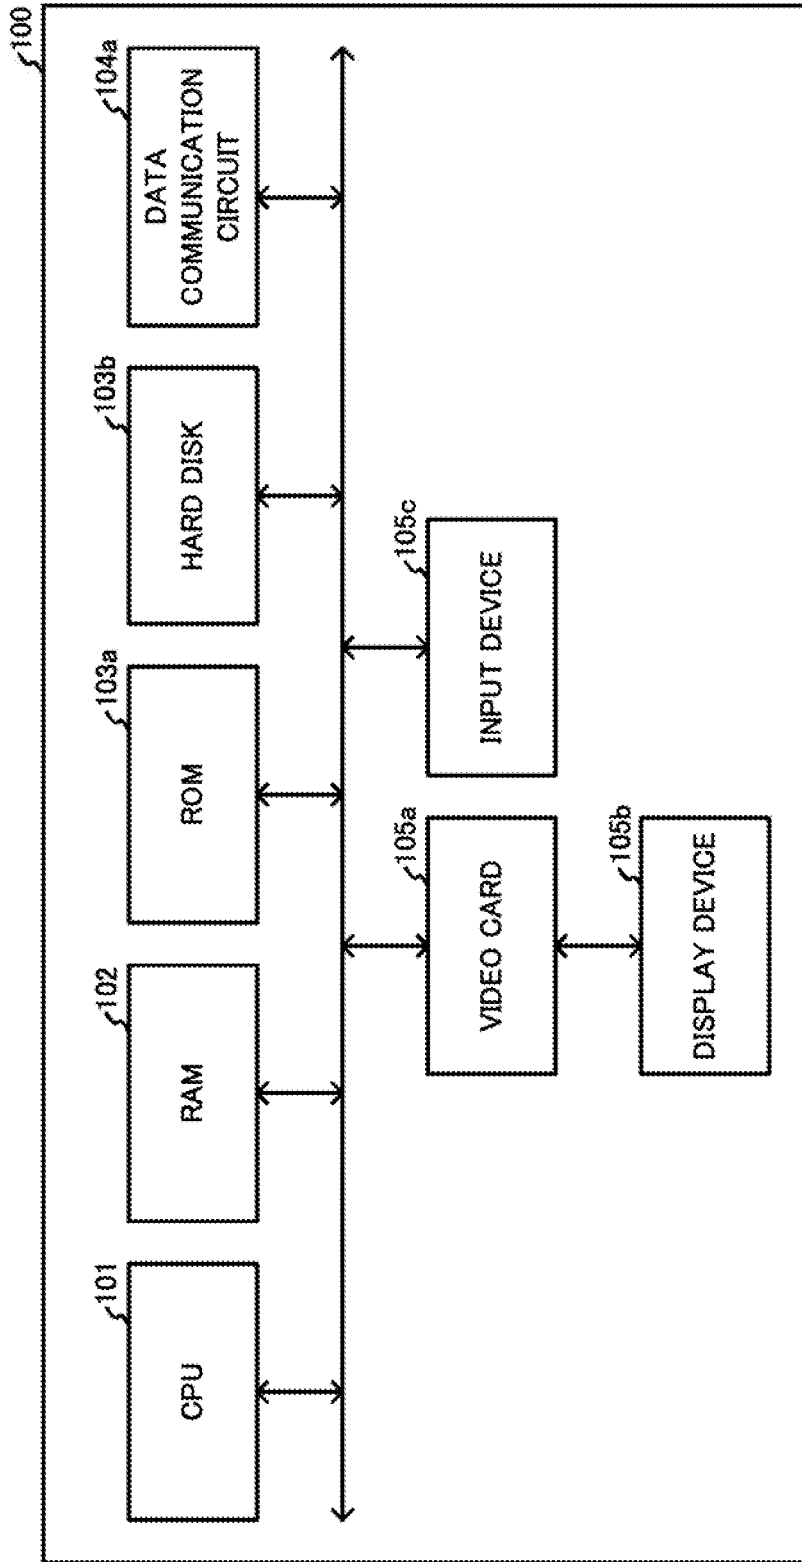 100
101
CPU
102
RAM
103a
ROM
103b
HARD DISK
104a
DATA
COMMUNICATION
CIRCUIT
105a
VIDEO CARD
105c
INPUT DEVICE
105b
DISPLAY DEVICE